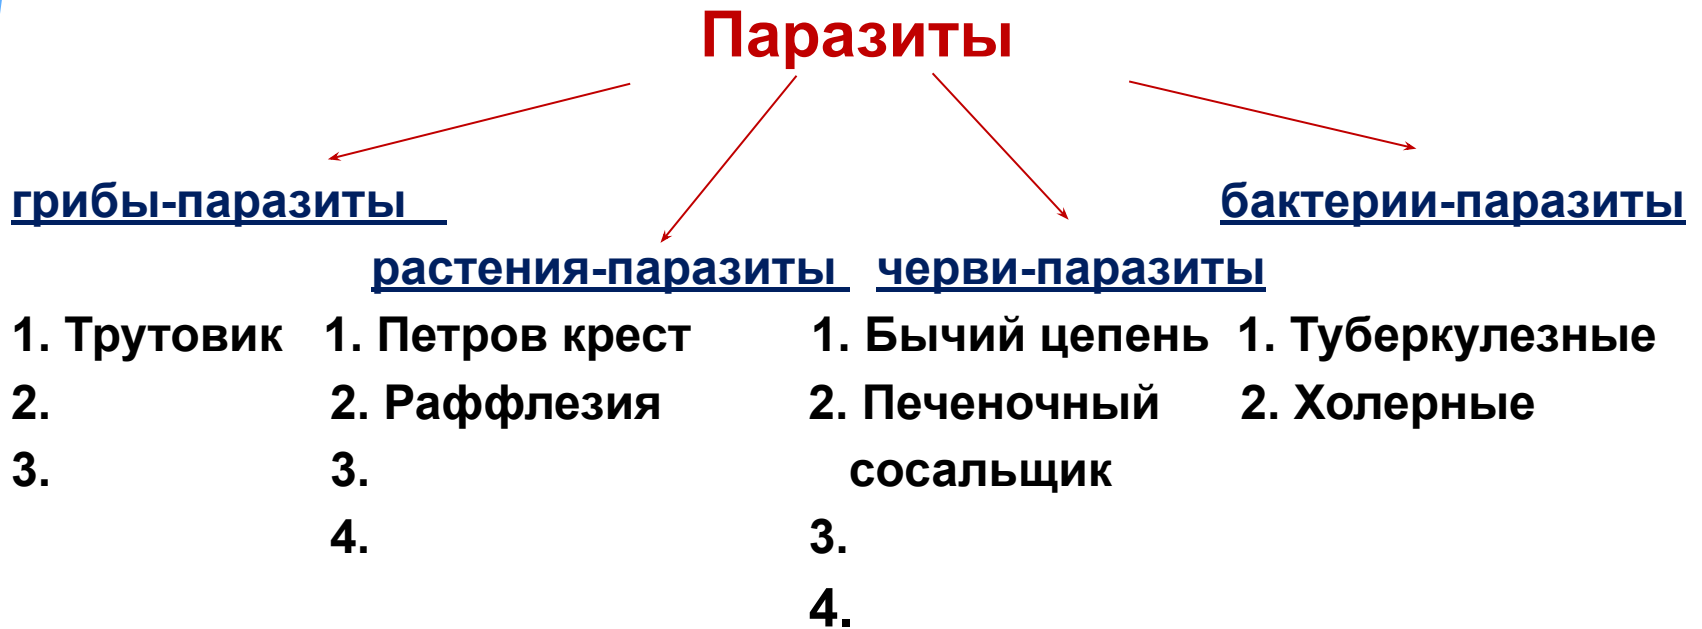 Паразиты
грибы-паразиты бактерии-паразиты
растения-паразиты черви-паразиты
1. Трутовик 1. Петров крест 1. Бычий цепень 1. Туберкулезные
2. 2. Раффлезия 2. Печеночный 2. Холерные
3. 3. сосальщик
4. 3.
4.